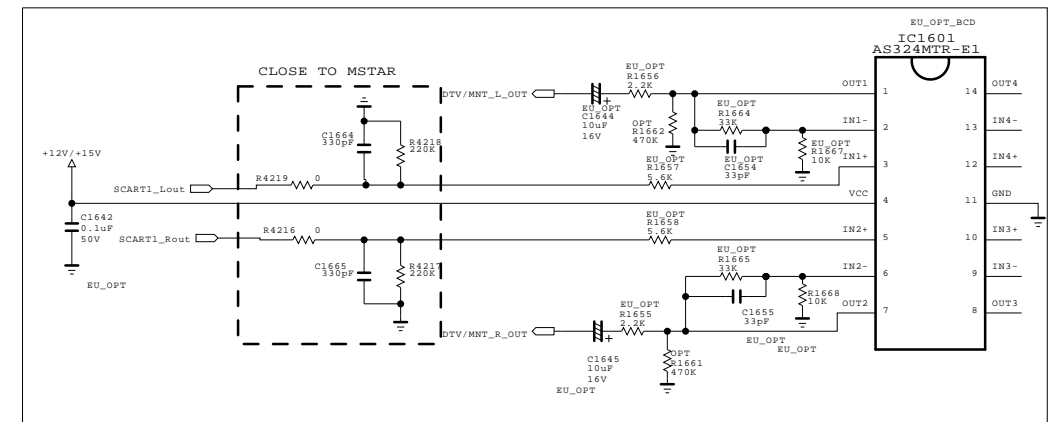 EU_OPT_BCD
IC1601
AS324MTR-E1
CLOSE TO MSTAR
EU_OPT
R1656
2.2K
DTV/MNT_L_OUT
EU_OPT
C1644
10uF
16V
OPT
R1662
470K
EU_OPT
R1664
33K
EU_OPT
C1654
33pF
EU_OPT
R1667
10K
OUT1
1
14
OUT4
IN1-
2
13
IN4-
IN1+
3
12
IN4+
VCC
4
11
GND
IN2+
5
10
IN3+
IN2-
6
9
IN3-
OUT2
7
8
OUT3
C1664
330pF
R4218
220K
+12V/+15V
SCART1_Lout
R4219
0
EU_OPT
R1657
5.6K
C1642
0.1uF
50V
EU_OPT
SCART1_Rout
R4216
0
EU_OPT
R1658
5.6K
C1665
330pF
R4217
220K
EU_OPT
R1665
33K
C1655
33pF
EU_OPT
R1668
10K
EU_OPT
EU_OPT
R1655
2.2K
DTV/MNT_R_OUT
C1645
10uF
16V
EU_OPT
OPT
R1661
470K